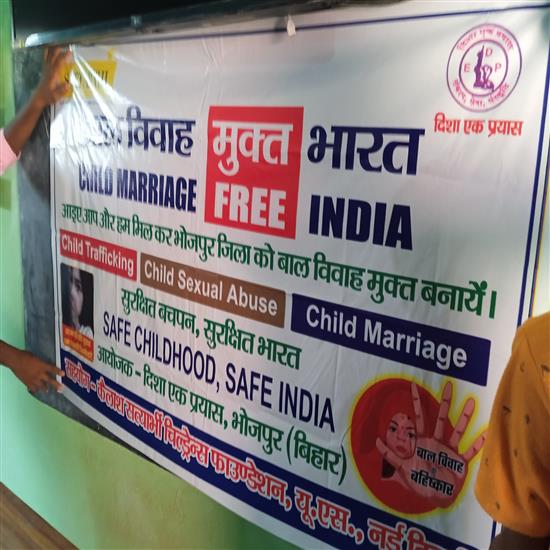 दिशा एक प्रयास
बाल विवाह मुक्त भारत
CHILD MARRIAGE FREE INDIA
आइए आप और हम मिल कर भोजपुर जिला को बाल विवाह मुक्त बनायें।
Child Trafficking
Child Sexual Abuse
Child Marriage
सुरक्षित बचपन, सुरक्षित भारत
SAFE CHILDHOOD, SAFE INDIA
आयोजक - दिशा एक प्रयास, भोजपुर (बिहार)
सहयोग - कैलाश सत्यार्थी चिल्ड्रेन्स फाउण्डेशन, यू.एस., नई
बाल विवाह
बहिष्कार
E D P